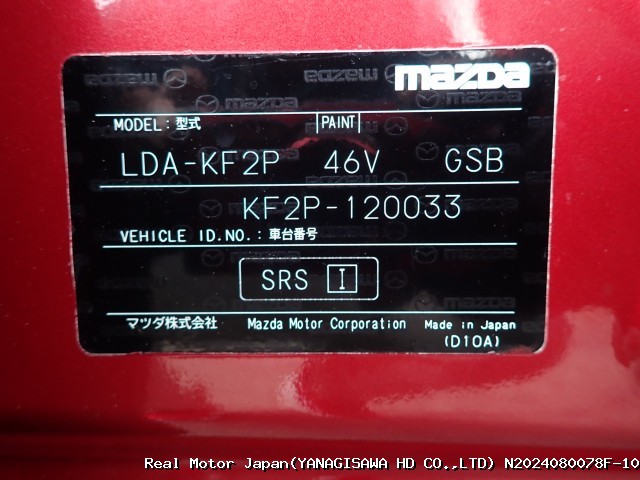 mazda
MODEL:型式 PAINT
LDA-KF2P 46V GSB
KF2P-120033
VEHICLE ID.NO.:車台番号
SRS I
マツダ株式会社 Mazda Motor Corporation Made in Japan
(D10A)
Real Motor Japan(YANAGISAWA HD CO.,LTD) N2024080078F-10